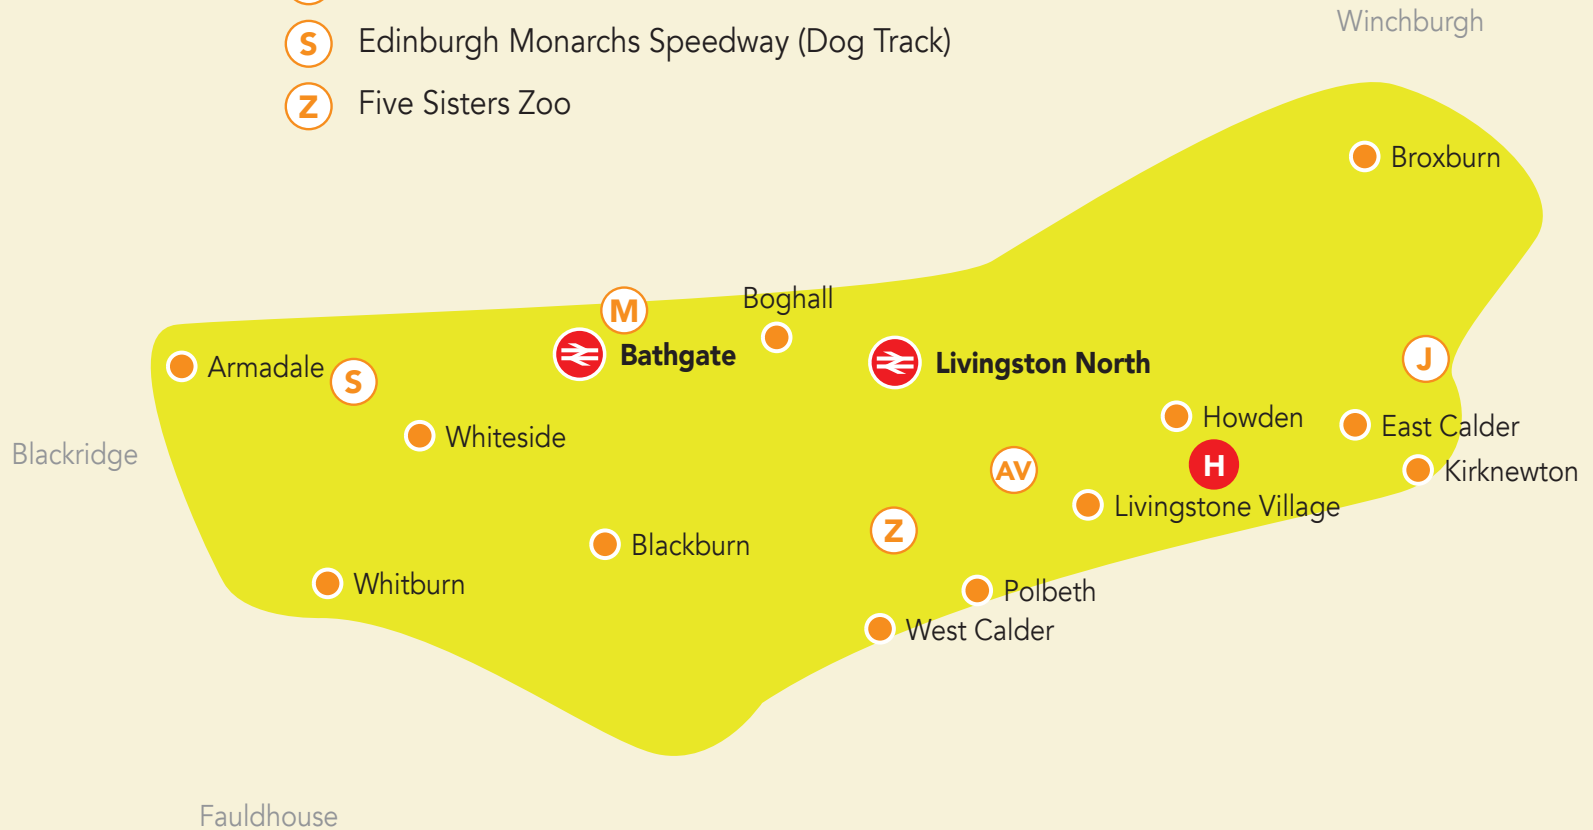 Winchburgh
S Edinburgh Monarchs Speedway (Dog Track)
Z Five Sisters Zoo
Broxburn
Boghall
M
Bathgate
Livingston North
J
Armadale
S
Whiteside
Howden
East Calder
Blackridge
H
Kirknewton
AV
Livingstone Village
Z
Blackburn
Whitburn
Polbeth
West Calder
Fauldhouse